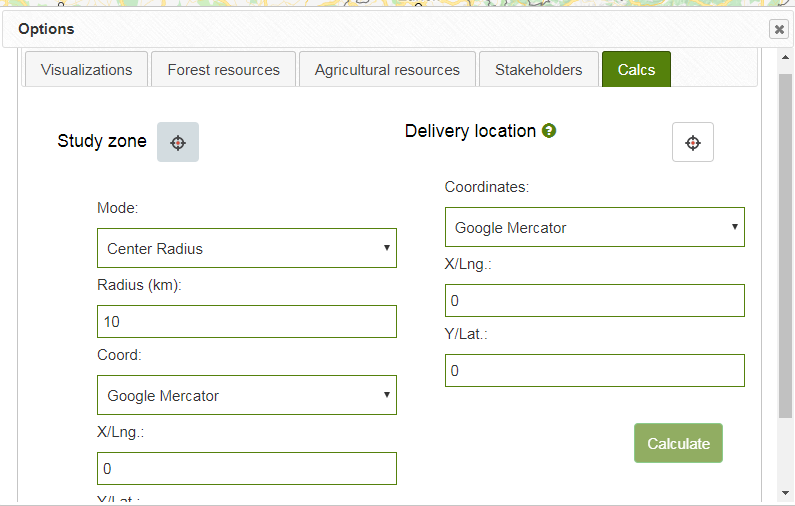 Options
Visualizations
Forest resources
Agricultural resources
Stakeholders
Calcs
Study zone
Mode:
Center Radius
Radius (km):
10
Coord:
Google Mercator
X/Lng.:
0
Y/Lat.:
Delivery location
Coordinates:
Google Mercator
X/Lng.:
0
Y/Lat.:
0
Calculate